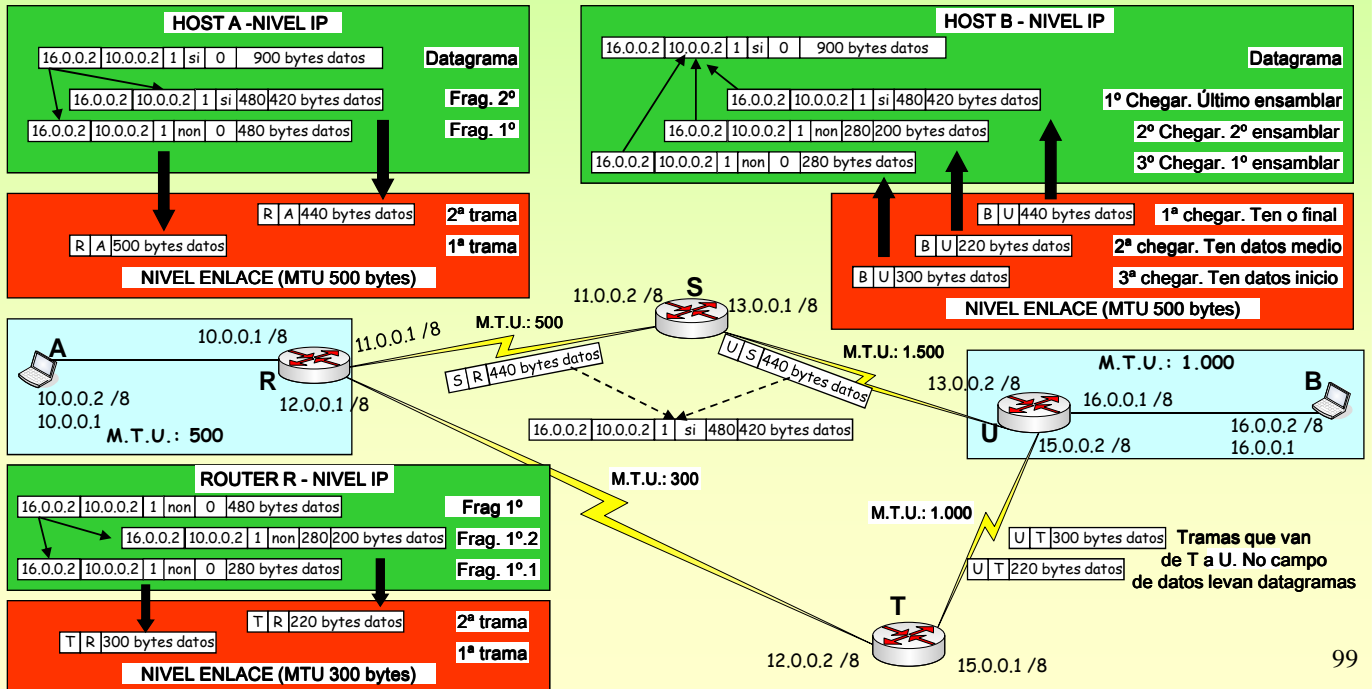 HOST A -NIVEL IP
16.0.0.2 10.0.0.2 1 si 0 900 bytes datos Datagrama
16.0.0.2 10.0.0.2 1 si 480 420 bytes datos Frag. 2º
16.0.0.2 10.0.0.2 1 non 0 480 bytes datos Frag. 1º
R A 440 bytes datos 2ª trama
R A 500 bytes datos 1ª trama
NIVEL ENLACE (MTU 500 bytes)
HOST B - NIVEL IP
16.0.0.2 10.0.0.2 1 si 0 900 bytes datos Datagrama
16.0.0.2 10.0.0.2 1 si 480 420 bytes datos 1º Chegar. Último ensamblar
16.0.0.2 10.0.0.2 1 non 280 200 bytes datos 2º Chegar. 2º ensamblar
16.0.0.2 10.0.0.2 1 non 0 280 bytes datos 3º Chegar. 1º ensamblar
B U 440 bytes datos 1ª chegar. Ten o final
B U 220 bytes datos 2ª chegar. Ten datos medio
B U 300 bytes datos 3ª chegar. Ten datos inicio
NIVEL ENLACE (MTU 500 bytes)
A
10.0.0.2 /8
10.0.0.1
M.T.U.: 500
10.0.0.1 /8
R
11.0.0.1 /8
12.0.0.1 /8
M.T.U.: 500
S R 440 bytes datos
11.0.0.2 /8
S
13.0.0.1 /8
U S 440 bytes datos
M.T.U.: 1.500
16.0.0.2 10.0.0.2 1 si 480 420 bytes datos
13.0.0.2 /8
M.T.U.: 1.000
B
16.0.0.1 /8
U
15.0.0.2 /8
16.0.0.2 /8
16.0.0.1
M.T.U.: 300
M.T.U.: 1.000
U T 300 bytes datos
U T 220 bytes datos
Tramas que van
de T a U. No campo
de datos levan datagramas
T
12.0.0.2 /8
15.0.0.1 /8
ROUTER R - NIVEL IP
16.0.0.2 10.0.0.2 1 non 0 480 bytes datos Frag 1º
16.0.0.2 10.0.0.2 1 non 280 200 bytes datos Frag. 1º.2
16.0.0.2 10.0.0.2 1 non 0 280 bytes datos Frag. 1º.1
T R 220 bytes datos 2ª trama
T R 300 bytes datos 1ª trama
NIVEL ENLACE (MTU 300 bytes)
99